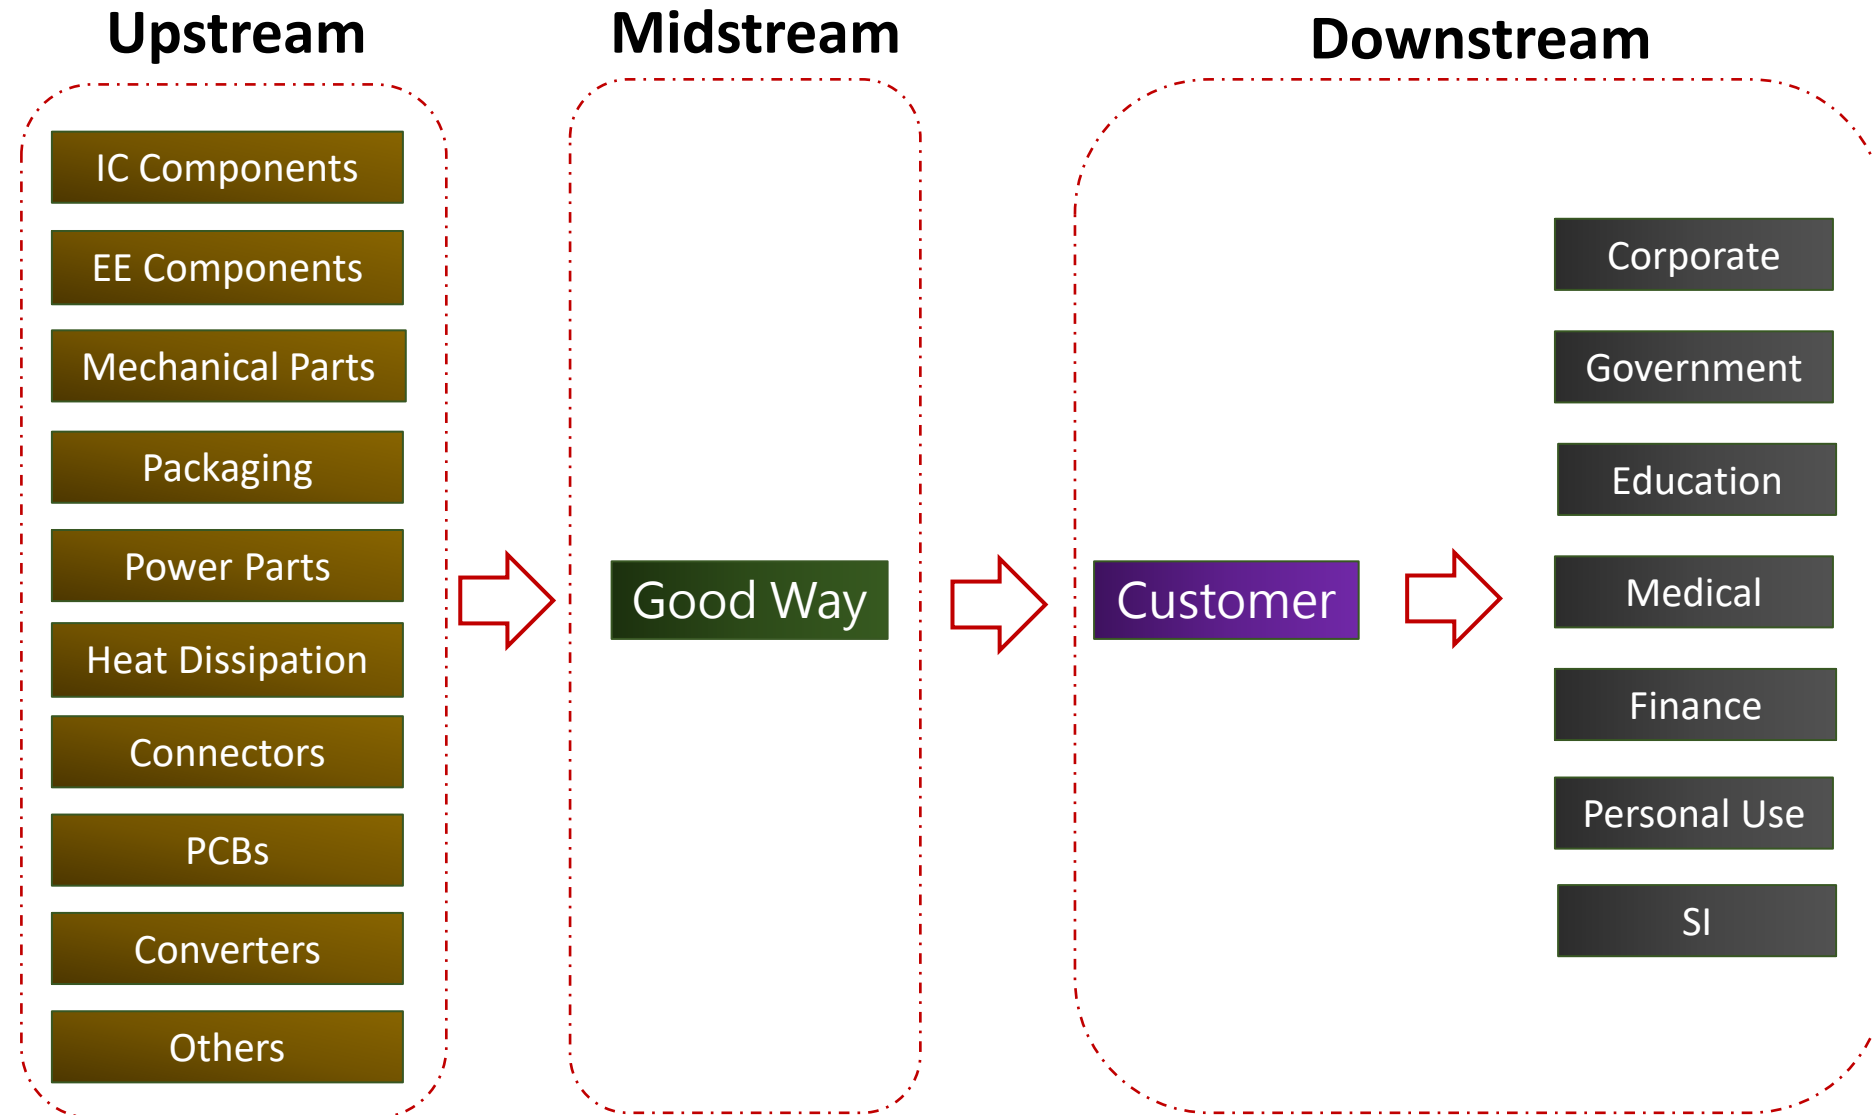 Upstream
IC Components
EE Components
Mechanical Parts
Packaging
Power Parts
Heat Dissipation
Connectors
PCBs
Converters
Others
Midstream
Good Way
Downstream
Customer
Corporate
Government
Education
Medical
Finance
Personal Use
SI